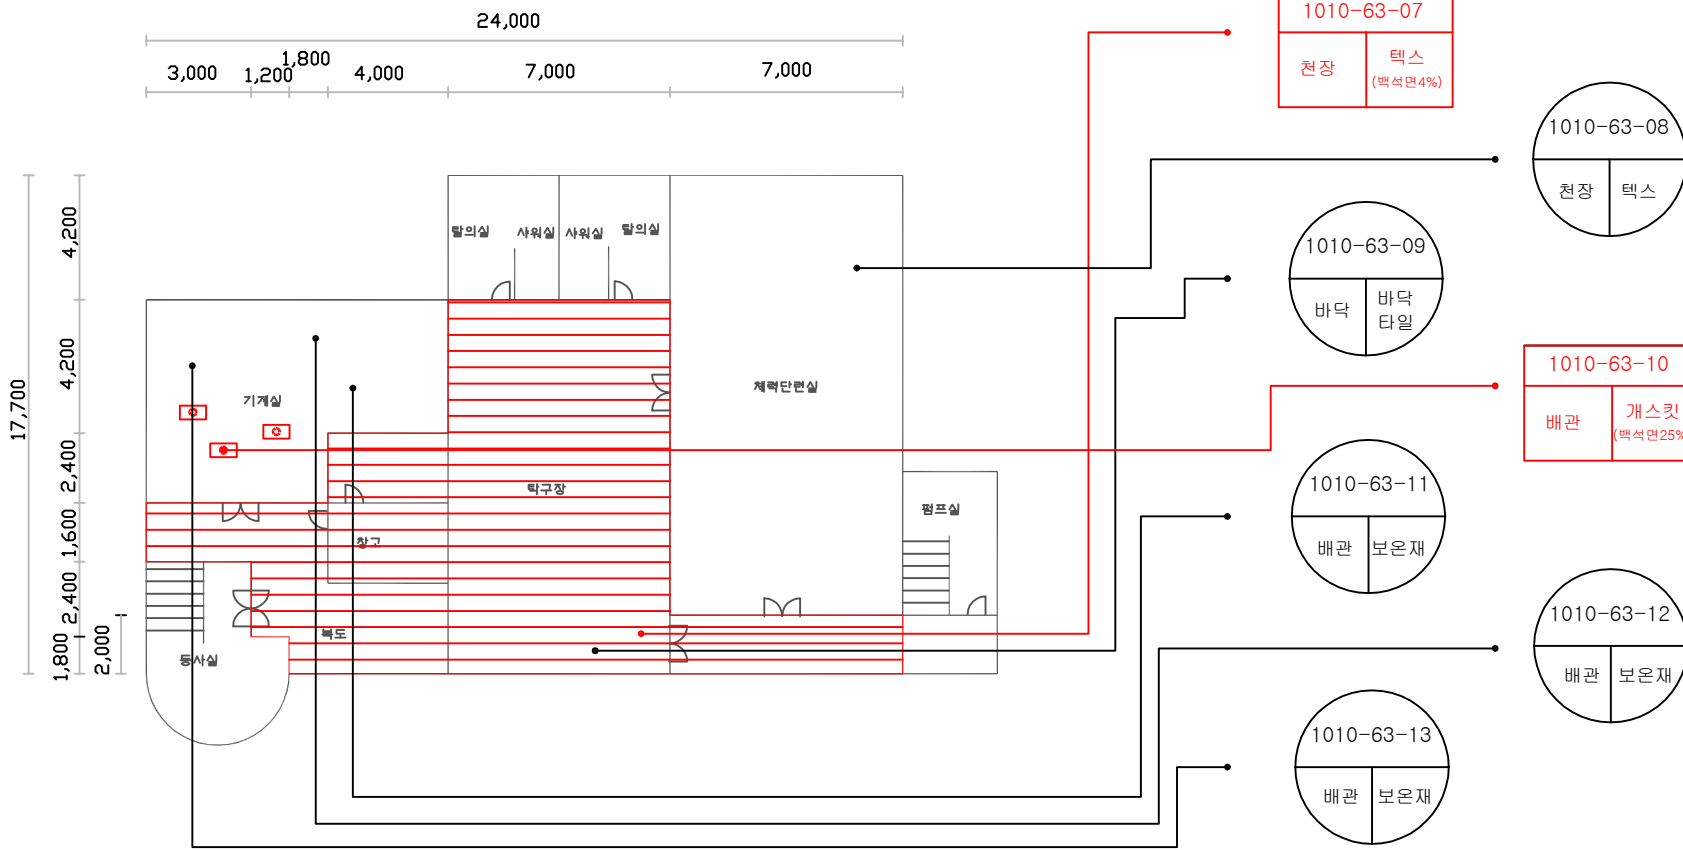 24,000
3,000
1,200
1,800
4,000
7,000
7,000
17,700
4,200
4,200
2,400
1,600
2,400
1,800
2,000
탈의실
샤워실
샤워실
탈의실
기계실
체력단련실
탁구장
창고
펌프실
복도
등사실
1010-63-07
천장
텍스
(백석면4%)
1010-63-08
천장
텍스
1010-63-09
바닥
바닥
타일
1010-63-10
배관
개스킷
(백석면25%
1010-63-11
배관
보온재
1010-63-12
배관
보온재
1010-63-13
배관
보온재